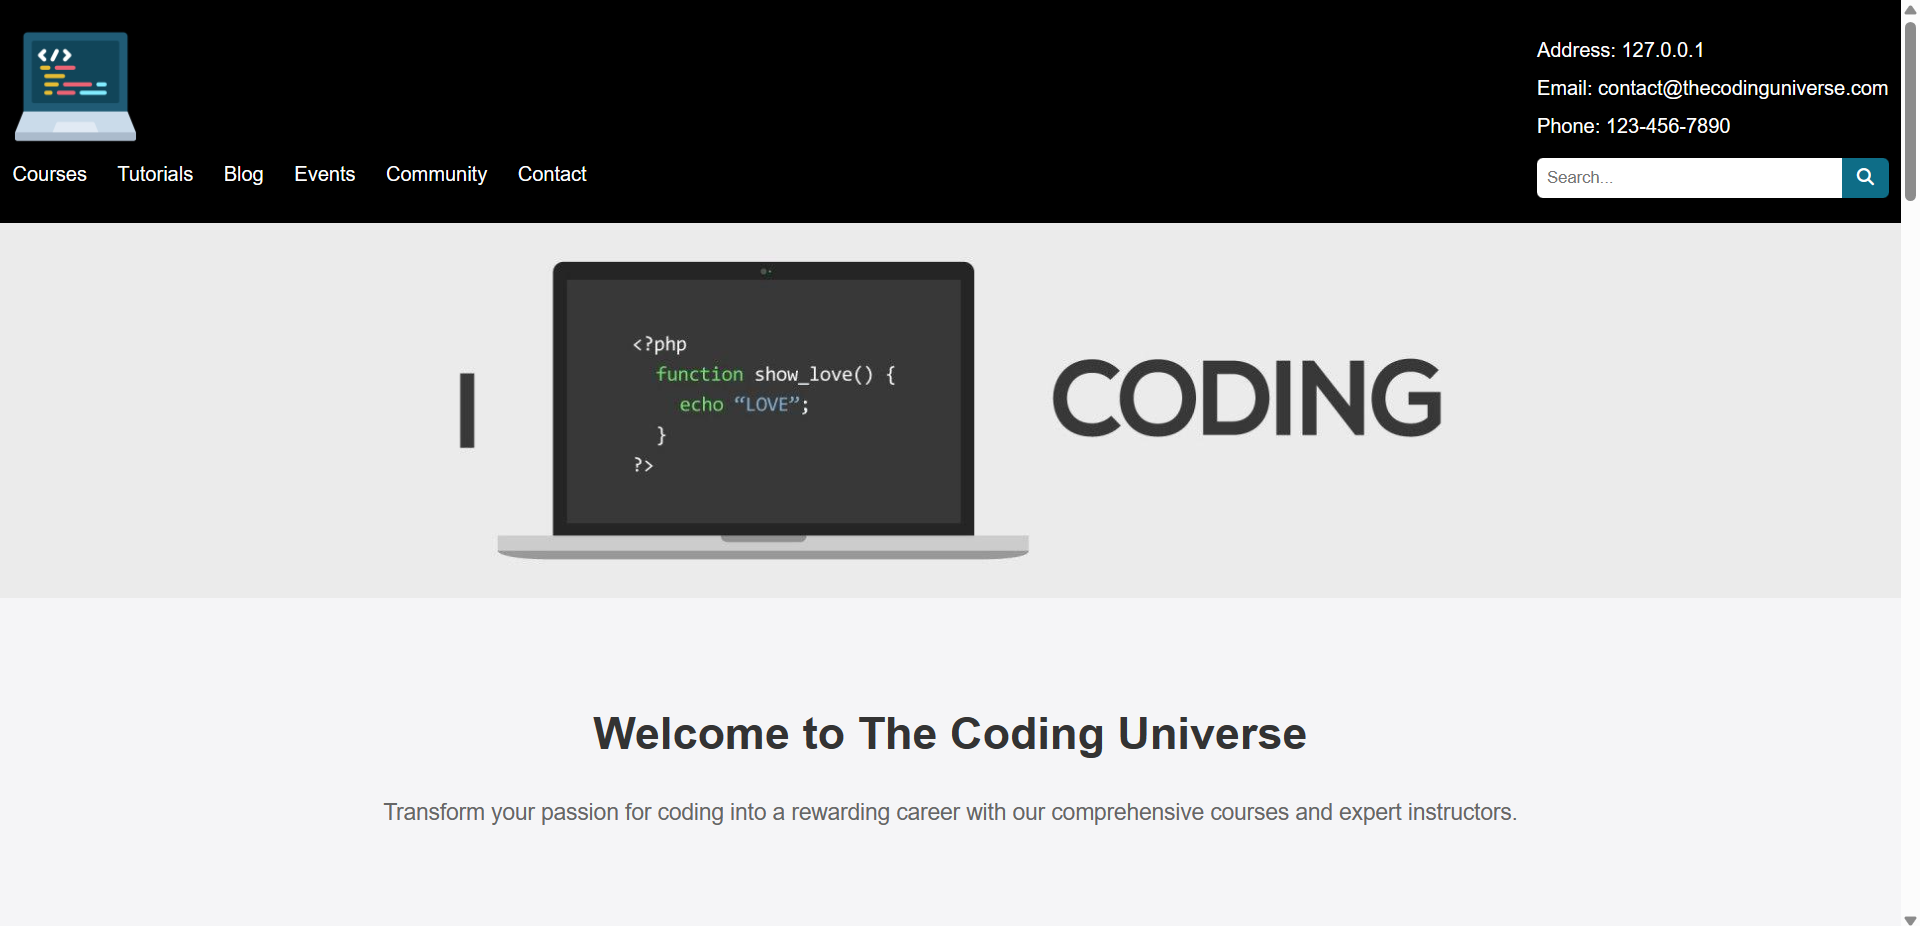 </>
Address: 127.0.0.1
Email: contact@thecodinguniverse.com
Phone: 123-456-7890
Courses Tutorials Blog Events Community Contact
Search...
I
<?php
function show_love() {
echo “LOVE”;
}
?>
CODING
Welcome to The Coding Universe
Transform your passion for coding into a rewarding career with our comprehensive courses and expert instructors.